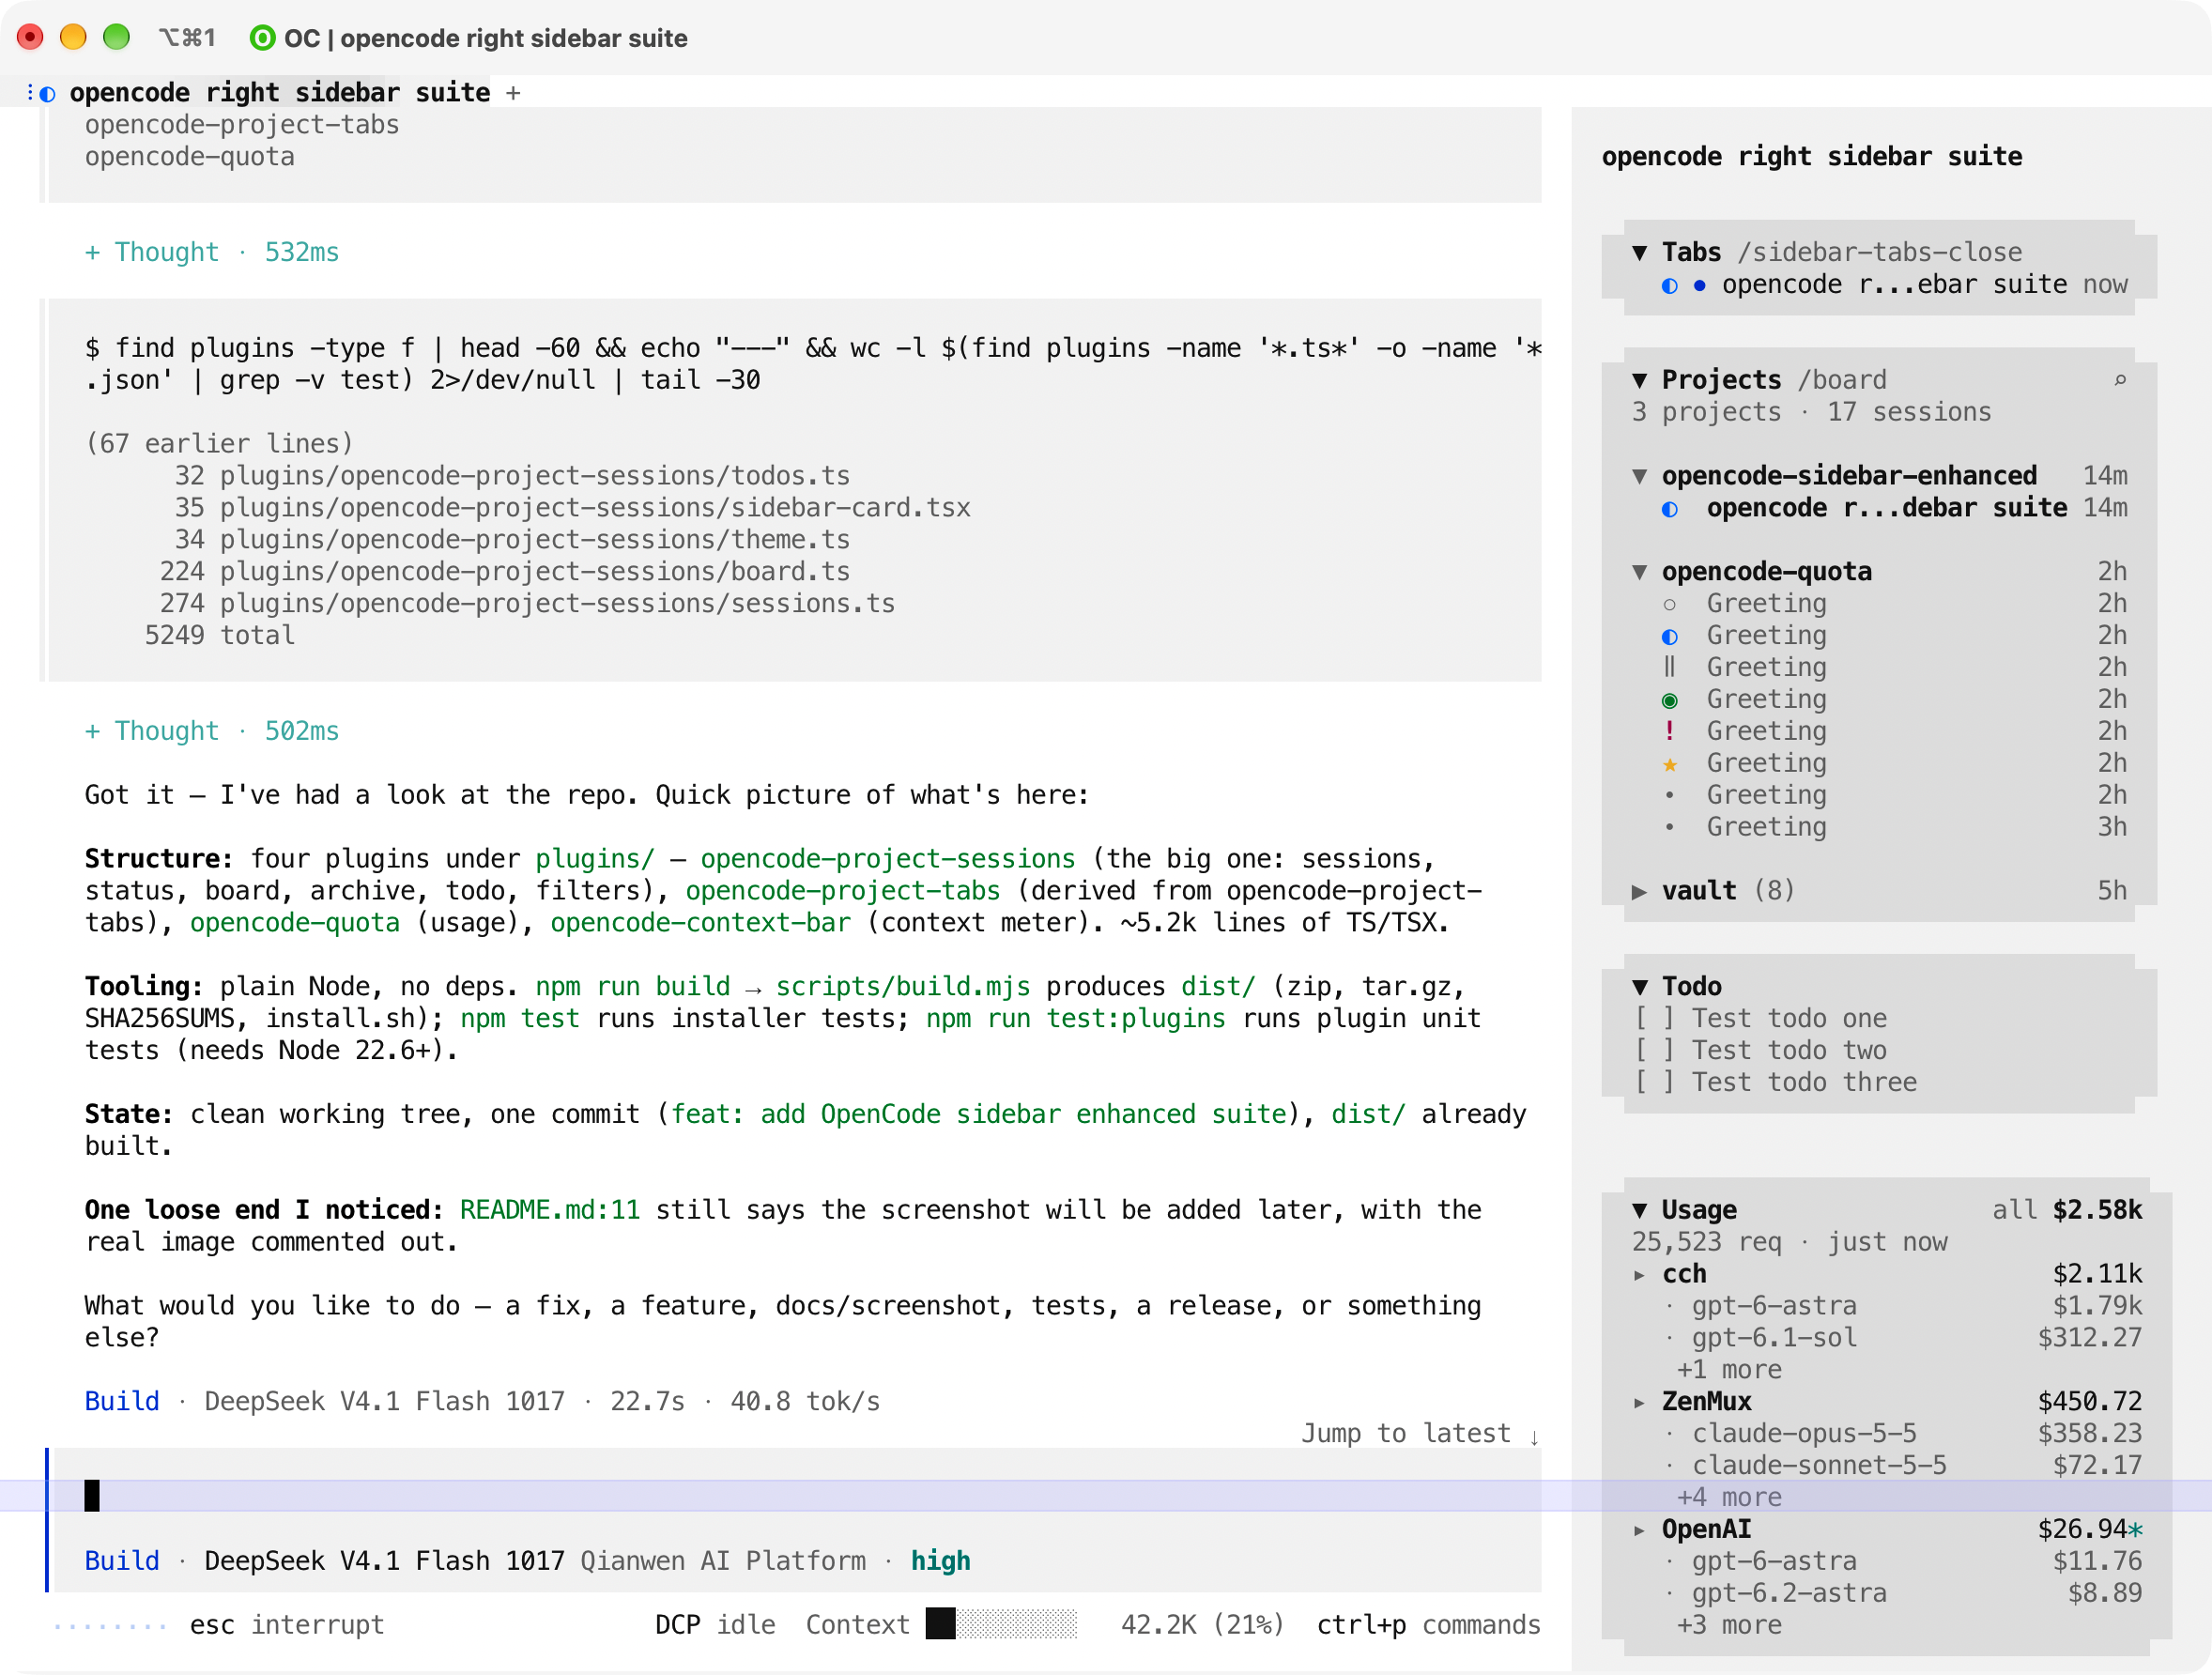 ⌥⌘1 OC | opencode right sidebar suite
⋮◐ opencode right sidebar suite +
opencode-project-tabs
opencode-quota
+ Thought · 532ms
$ find plugins -type f | head -60 && echo "---" && wc -l $(find plugins -name '*.ts*' -o -name '*
.json' | grep -v test) 2>/dev/null | tail -30
(67 earlier lines)
32 plugins/opencode-project-sessions/todos.ts
35 plugins/opencode-project-sessions/sidebar-card.tsx
34 plugins/opencode-project-sessions/theme.ts
224 plugins/opencode-project-sessions/board.ts
274 plugins/opencode-project-sessions/sessions.ts
5249 total
+ Thought · 502ms
Got it — I've had a look at the repo. Quick picture of what's here:
Structure: four plugins under plugins/ — opencode-project-sessions (the big one: sessions,
status, board, archive, todo, filters), opencode-project-tabs (derived from opencode-project-
tabs), opencode-quota (usage), opencode-context-bar (context meter). ~5.2k lines of TS/TSX.
Tooling: plain Node, no deps. npm run build → scripts/build.mjs produces dist/ (zip, tar.gz,
SHA256SUMS, install.sh); npm test runs installer tests; npm run test:plugins runs plugin unit
tests (needs Node 22.6+).
State: clean working tree, one commit (feat: add OpenCode sidebar enhanced suite), dist/ already
built.
One loose end I noticed: README.md:11 still says the screenshot will be added later, with the
real image commented out.
What would you like to do — a fix, a feature, docs/screenshot, tests, a release, or something
else?
Build · DeepSeek V4.1 Flash 1017 · 22.7s · 40.8 tok/s
Jump to latest ↓
Build · DeepSeek V4.1 Flash 1017 Qianwen AI Platform · high
esc interrupt DCP idle Context 42.2K (21%) ctrl+p commands
opencode right sidebar suite
▼ Tabs /sidebar-tabs-close
◐ ● opencode r...ebar suite now
▼ Projects /board ⌕
3 projects · 17 sessions
▼ opencode-sidebar-enhanced 14m
◐ opencode r...debar suite 14m
▼ opencode-quota 2h
○ Greeting 2h
◐ Greeting 2h
‖ Greeting 2h
◉ Greeting 2h
! Greeting 2h
★ Greeting 2h
• Greeting 2h
• Greeting 3h
▶ vault (8) 5h
▼ Todo
[ ] Test todo one
[ ] Test todo two
[ ] Test todo three
▼ Usage all $2.58k
25,523 req · just now
▸ cch $2.11k
· gpt-6-astra $1.79k
· gpt-6.1-sol $312.27
+1 more
▸ ZenMux $450.72
· claude-opus-5-5 $358.23
· claude-sonnet-5-5 $72.17
+4 more
▸ OpenAI $26.94*
· gpt-6-astra $11.76
· gpt-6.2-astra $8.89
+3 more